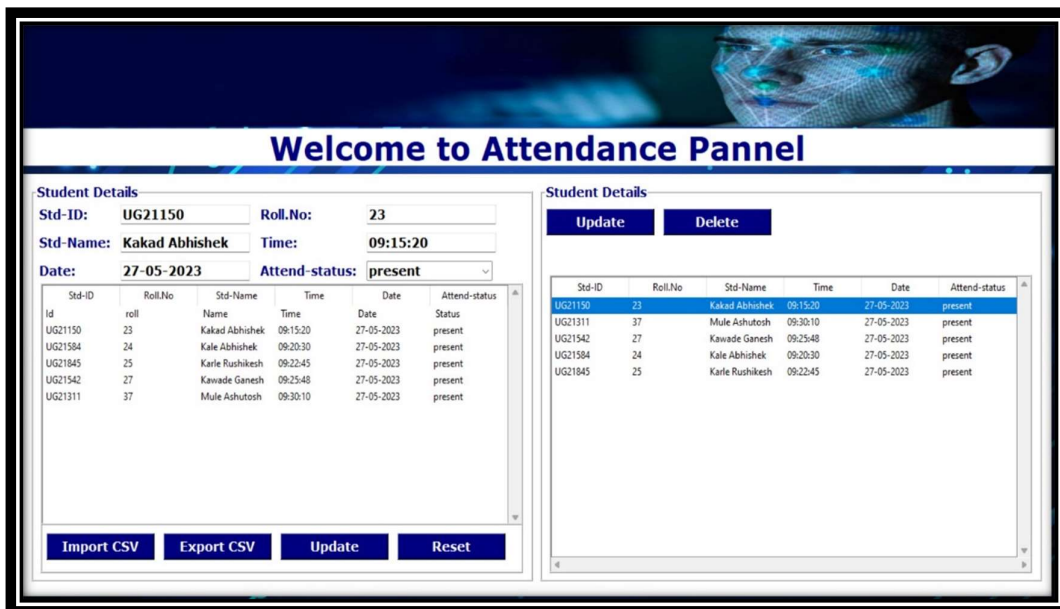 Welcome to Attendance Pannel
Student Details
Std-ID: UG21150 Roll.No: 23
Std-Name: Kakad Abhishek Time: 09:15:20
Date: 27-05-2023 Attend-status: present
Std-ID Roll.No Std-Name Time Date Attend-status
Id roll Name Time Date Status
UG21150 23 Kakad Abhishek 09:15:20 27-05-2023 present
UG21584 24 Kale Abhishek 09:20:30 27-05-2023 present
UG21845 25 Karle Rushikesh 09:22:45 27-05-2023 present
UG21542 27 Kawade Ganesh 09:25:48 27-05-2023 present
UG21311 37 Mule Ashutosh 09:30:10 27-05-2023 present
Import CSV Export CSV Update Reset
Student Details
Update Delete
Std-ID Roll.No Std-Name Time Date Attend-status
UG21150 23 Kakad Abhishek 09:15:20 27-05-2023 present
UG21311 37 Mule Ashutosh 09:30:10 27-05-2023 present
UG21542 27 Kawade Ganesh 09:25:48 27-05-2023 present
UG21584 24 Kale Abhishek 09:20:30 27-05-2023 present
UG21845 25 Karle Rushikesh 09:22:45 27-05-2023 present